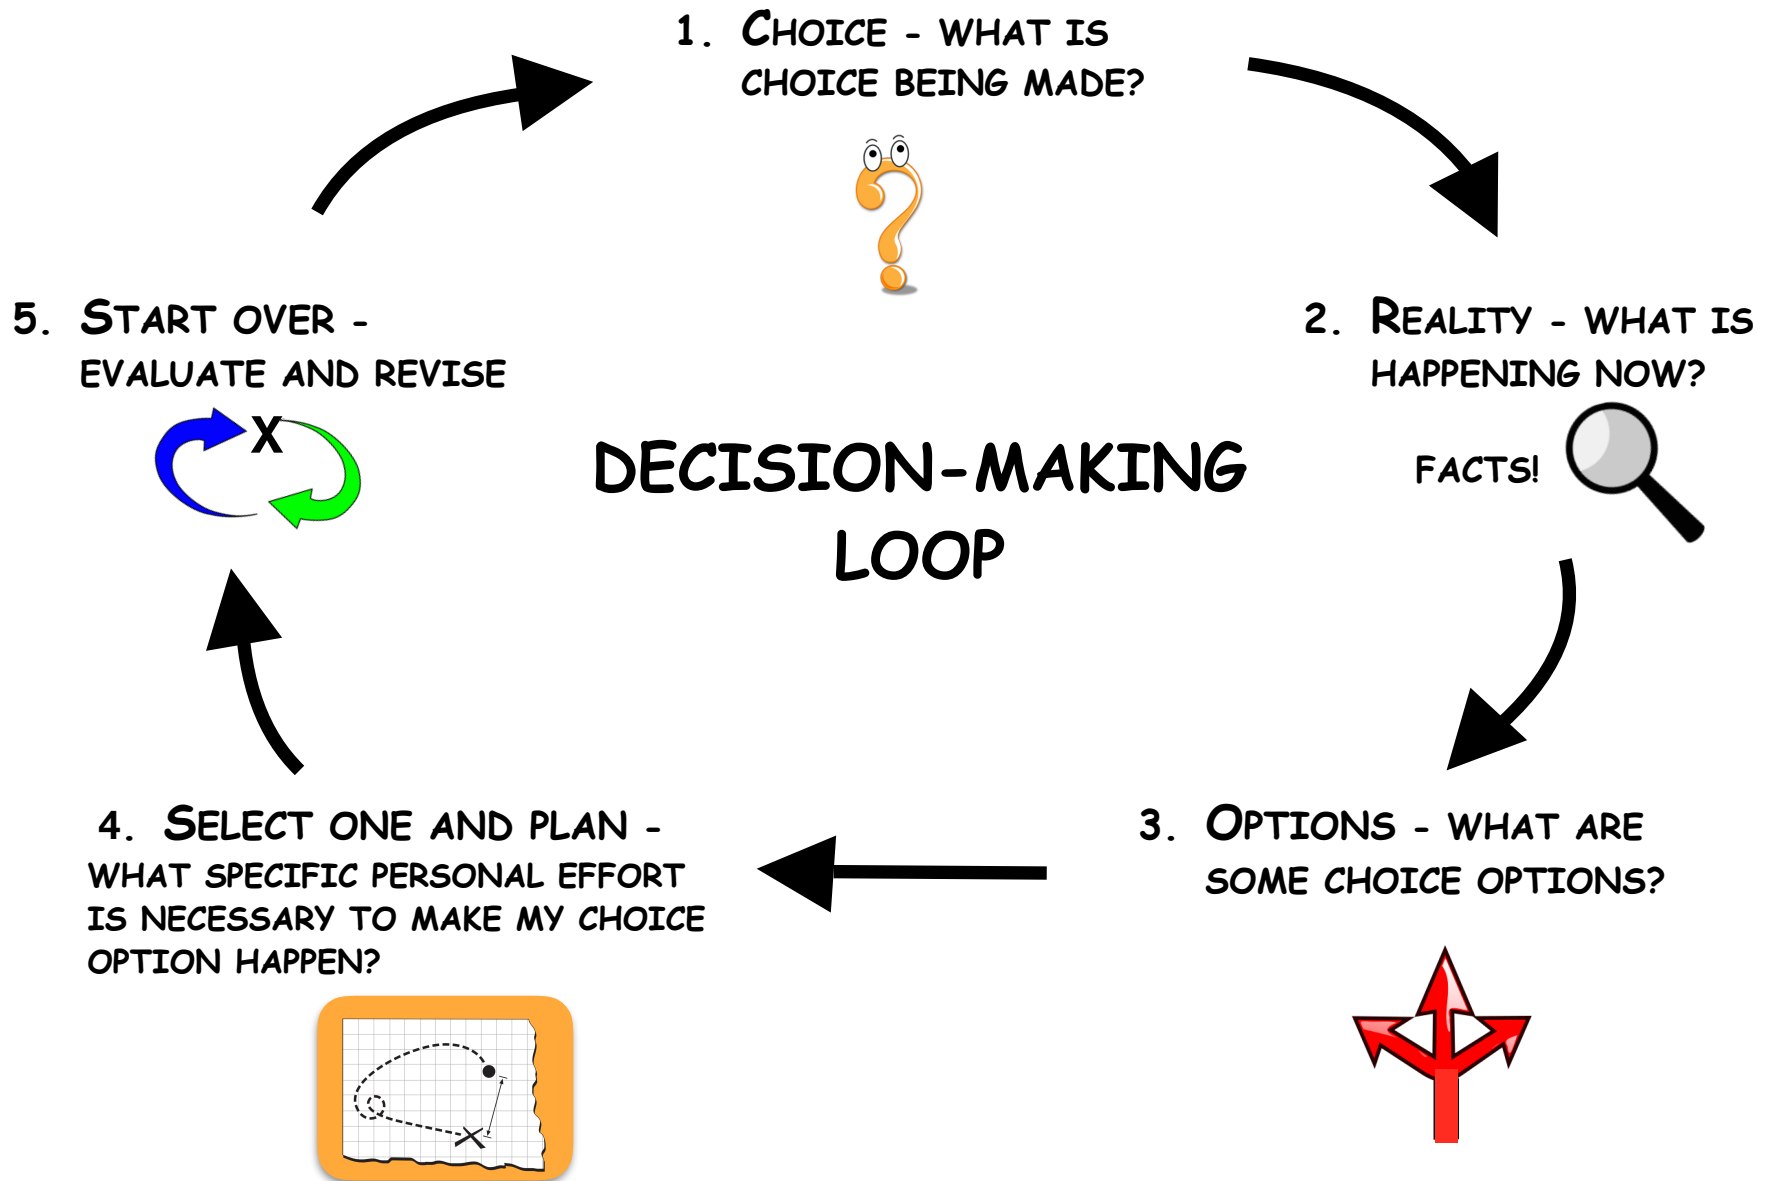 1. CHOICE - WHAT IS
CHOICE BEING MADE?
2. REALITY - WHAT IS
HAPPENING NOW?
FACTS!
3. OPTIONS - WHAT ARE
SOME CHOICE OPTIONS?
4. SELECT ONE AND PLAN -
WHAT SPECIFIC PERSONAL EFFORT
IS NECESSARY TO MAKE MY CHOICE
OPTION HAPPEN?
5. START OVER -
EVALUATE AND REVISE
X
DECISION-MAKING
LOOP